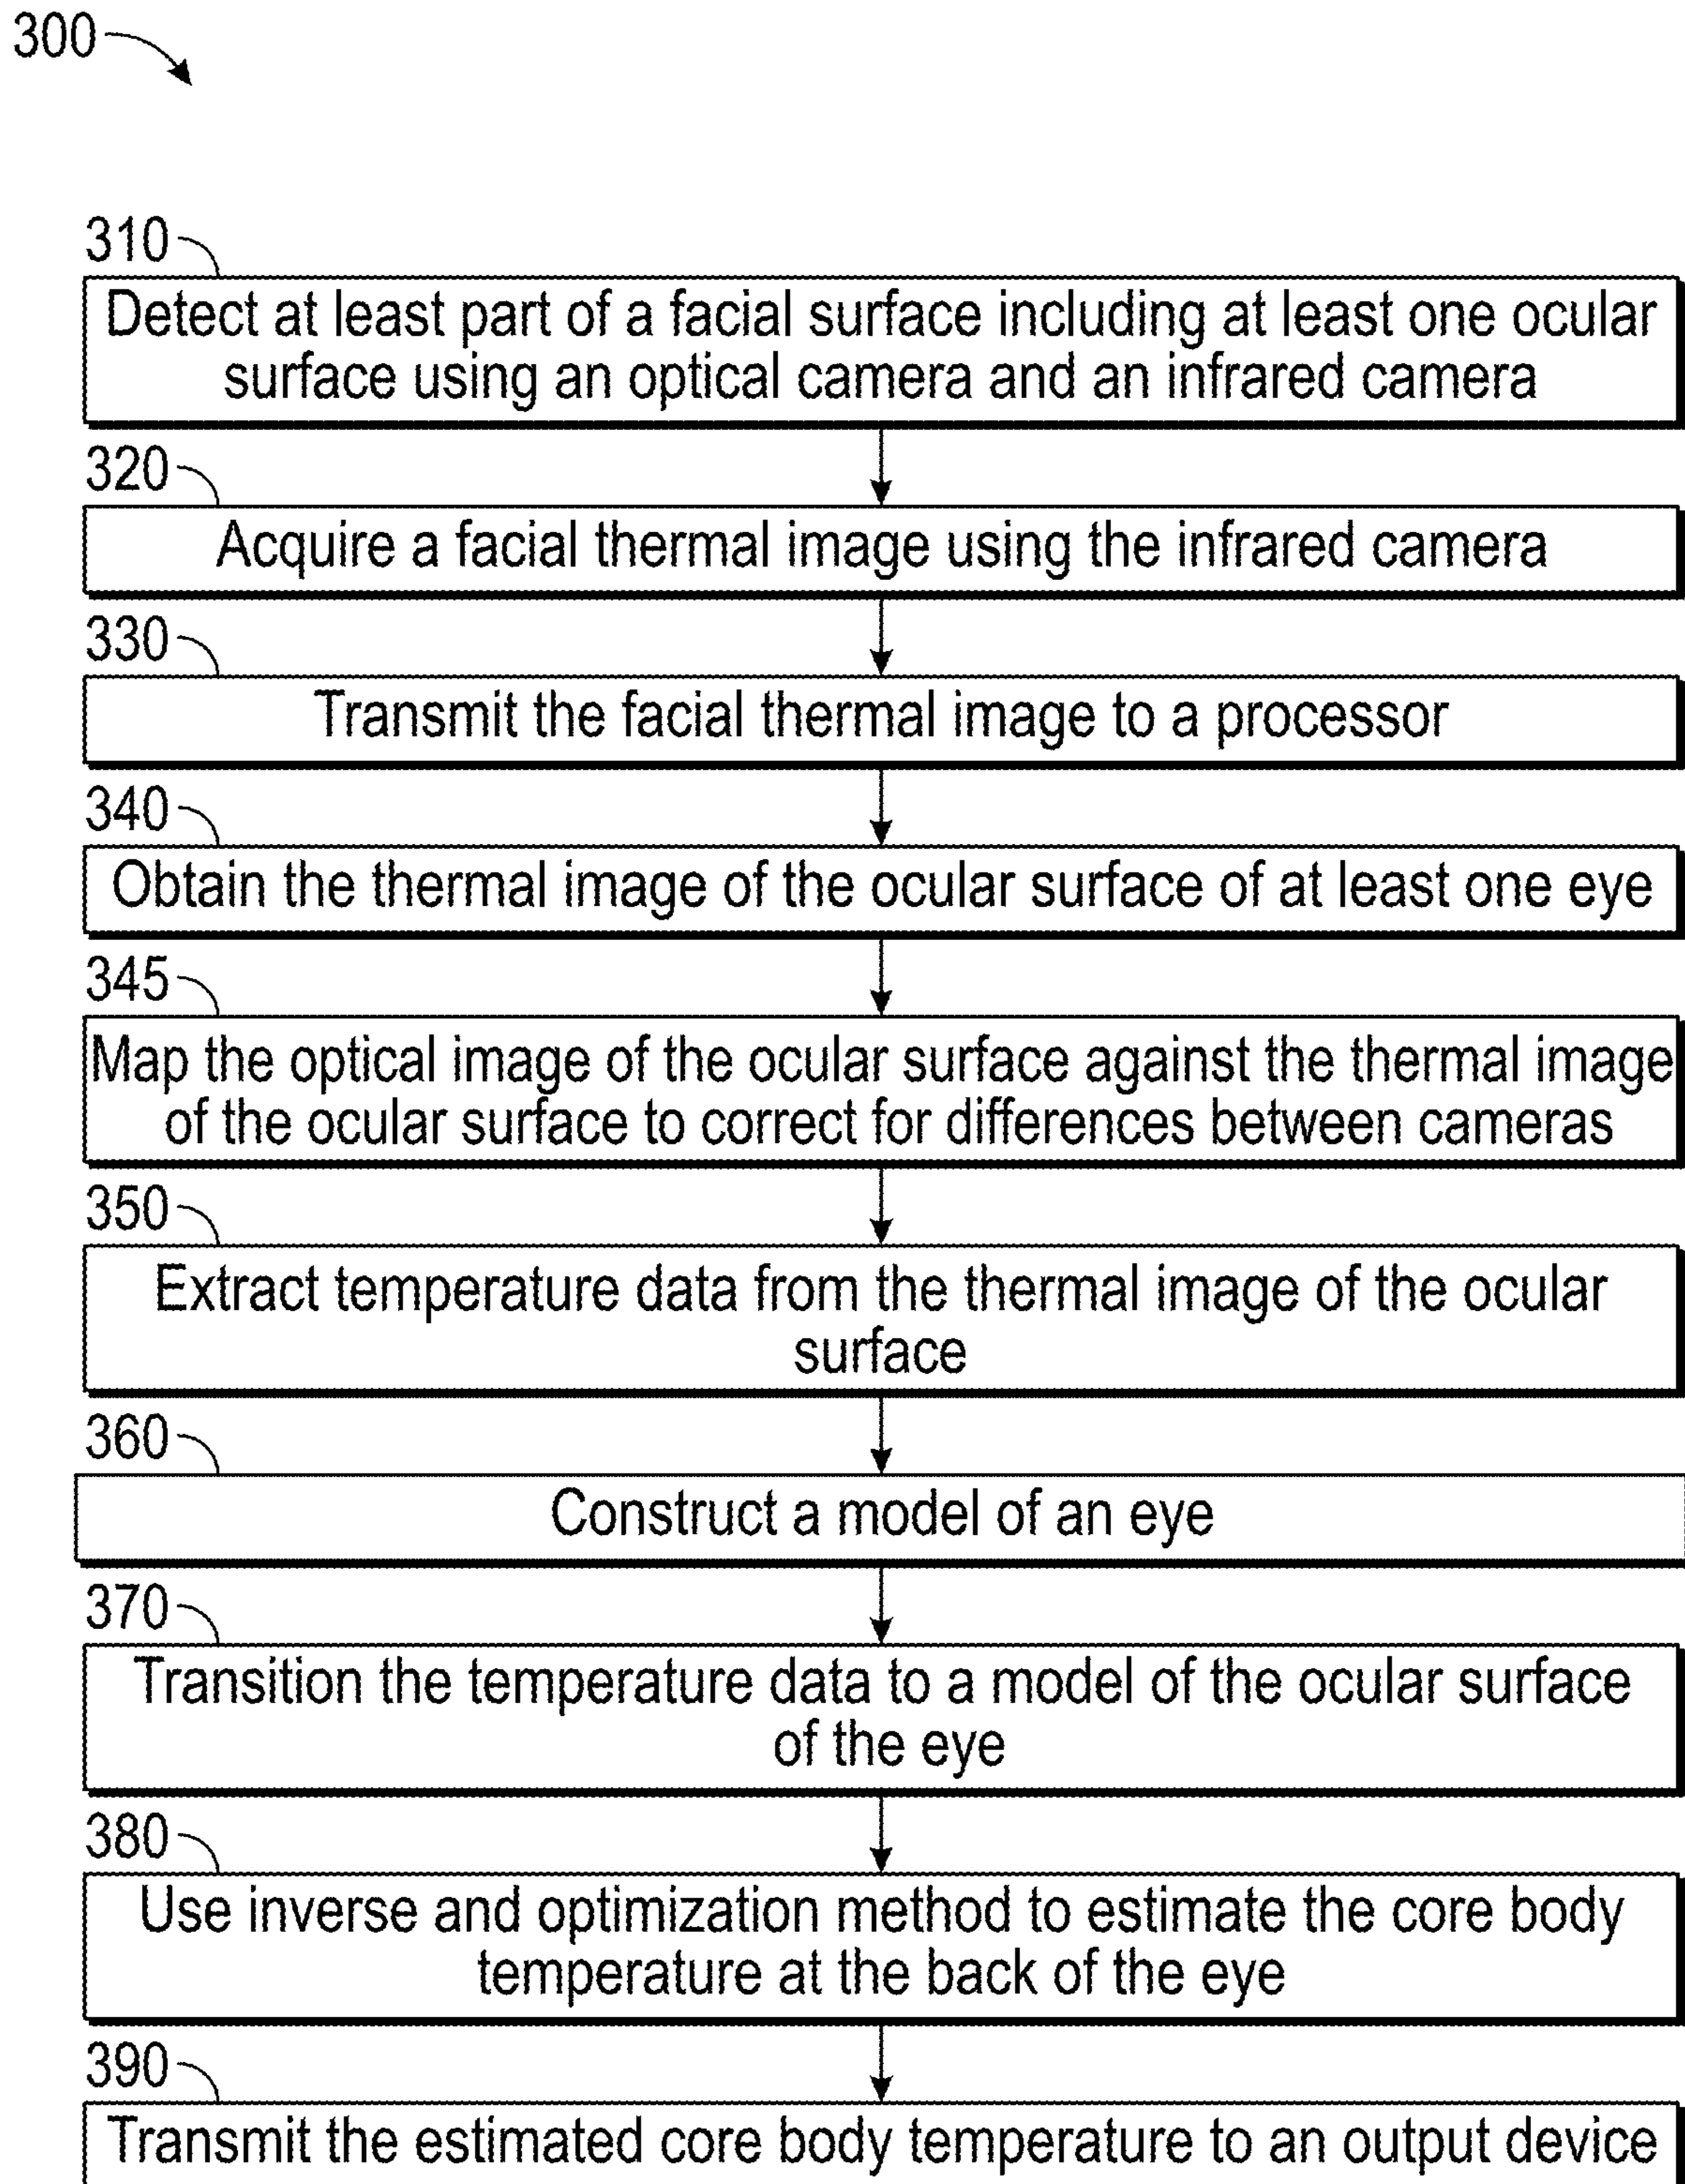 300
310
Detect at least part of a facial surface including at least one ocular
surface using an optical camera and an infrared camera
320
Acquire a facial thermal image using the infrared camera
330
Transmit the facial thermal image to a processor
340
Obtain the thermal image of the ocular surface of at least one eye
345
Map the optical image of the ocular surface against the thermal image
of the ocular surface to correct for differences between cameras
350
Extract temperature data from the thermal image of the ocular
surface
360
Construct a model of an eye
370
Transition the temperature data to a model of the ocular surface
of the eye
380
Use inverse and optimization method to estimate the core body
temperature at the back of the eye
390
Transmit the estimated core body temperature to an output device